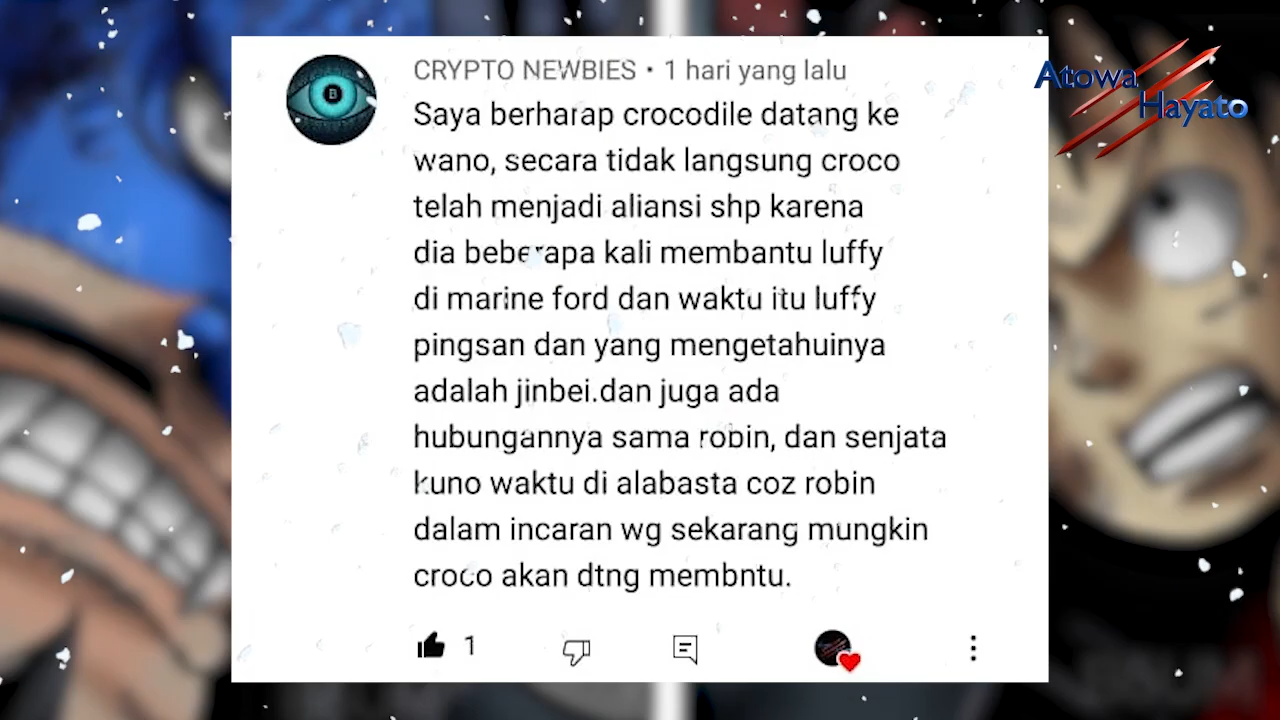 Atowa
Hayato
CRYPTO NEWBIES • 1 hari yang lalu
Saya berharap crocodile datang ke
wano, secara tidak langsung croco
telah menjadi aliansi shp karena
dia beberapa kali membantu luffy
di marine ford dan waktu itu luffy
pingsan dan yang mengetahuinya
adalah jinbei.dan juga ada
hubungannya sama robin, dan senjata
kuno waktu di alabasta coz robin
dalam incaran wg sekarang mungkin
croco akan dtng membntu.
1